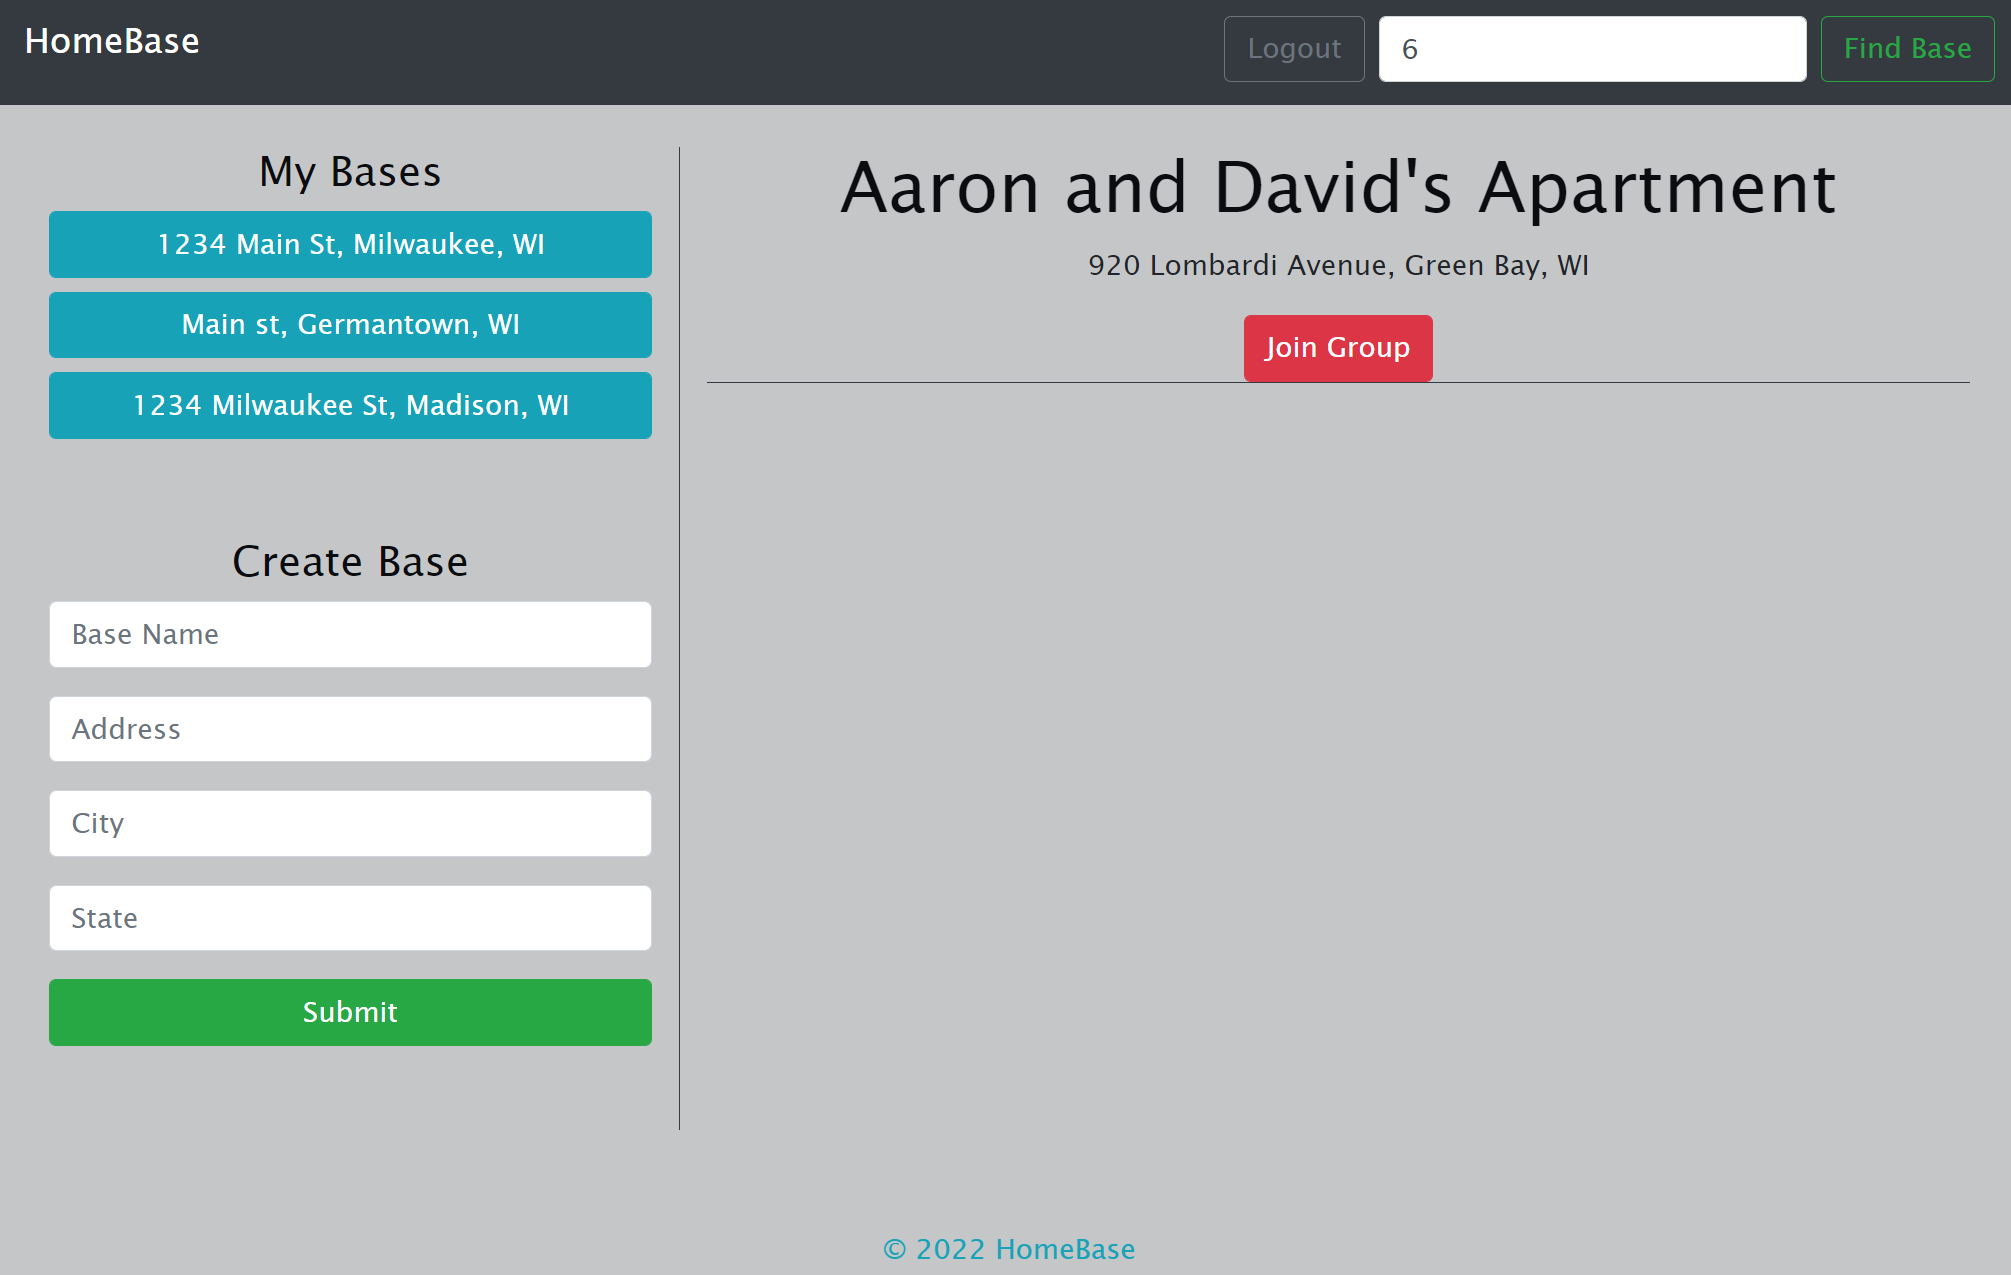 HomeBase
Logout
6
Find Base
My Bases
1234 Main St, Milwaukee, WI
Main st, Germantown, WI
1234 Milwaukee St, Madison, WI
Create Base
Base Name
Address
City
State
Submit
Aaron and David's Apartment
920 Lombardi Avenue, Green Bay, WI
Join Group
© 2022 HomeBase